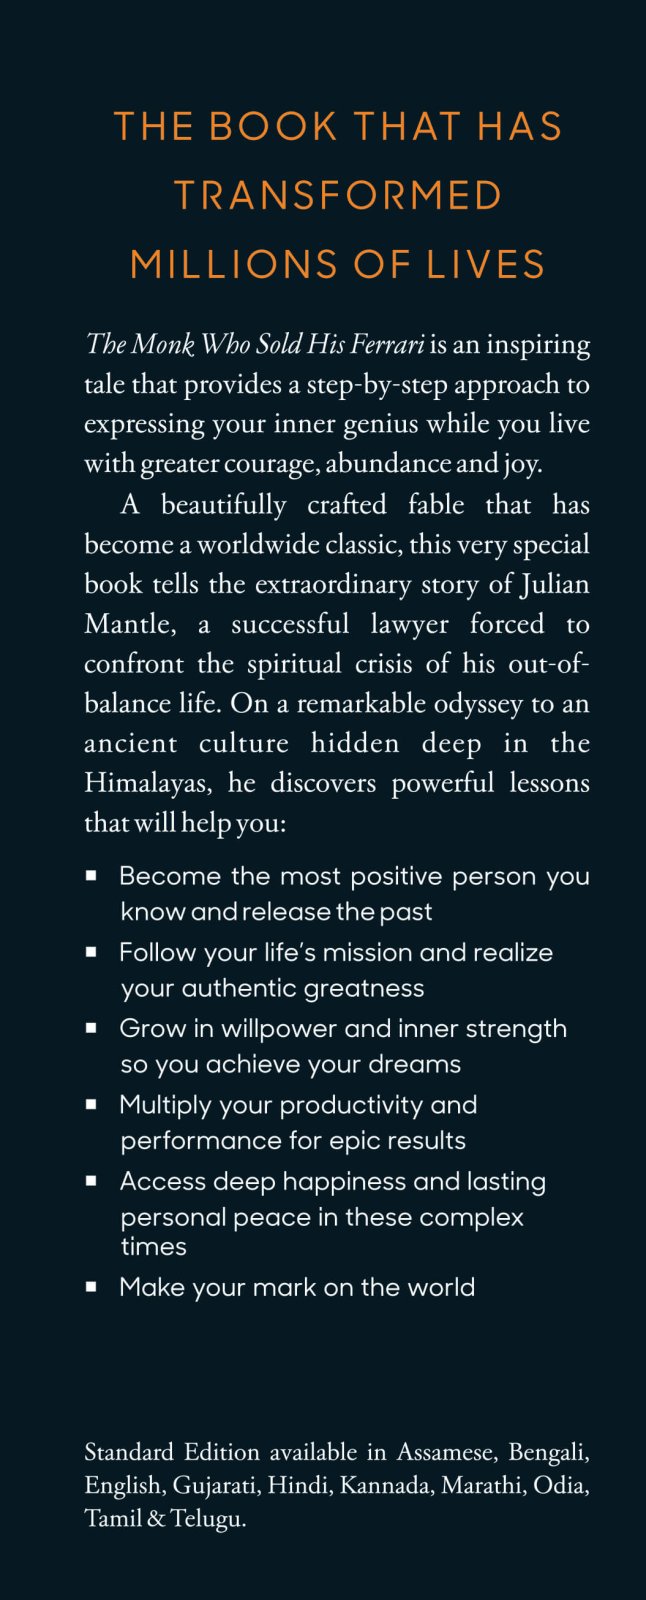 THE BOOK THAT HAS
TRANSFORMED
MILLIONS OF LIVES
The Monk Who Sold His Ferrari is an inspiring
tale that provides a step-by-step approach to
expressing your inner genius while you live
with greater courage, abundance and joy.
A beautifully crafted fable that has
become a worldwide classic, this very special
book tells the extraordinary story of Julian
Mantle, a successful lawyer forced to
confront the spiritual crisis of his out-of-
balance life. On a remarkable odyssey to an
ancient culture hidden deep in the
Himalayas, he discovers powerful lessons
that will help you:
▪ Become the most positive person you
know and release the past
▪ Follow your life's mission and realize
your authentic greatness
▪ Grow in willpower and inner strength
so you achieve your dreams
▪ Multiply your productivity and
performance for epic results
▪ Access deep happiness and lasting
personal peace in these complex
times
▪ Make your mark on the world
Standard Edition available in Assamese, Bengali,
English, Gujarati, Hindi, Kannada, Marathi, Odia,
Tamil & Telugu.